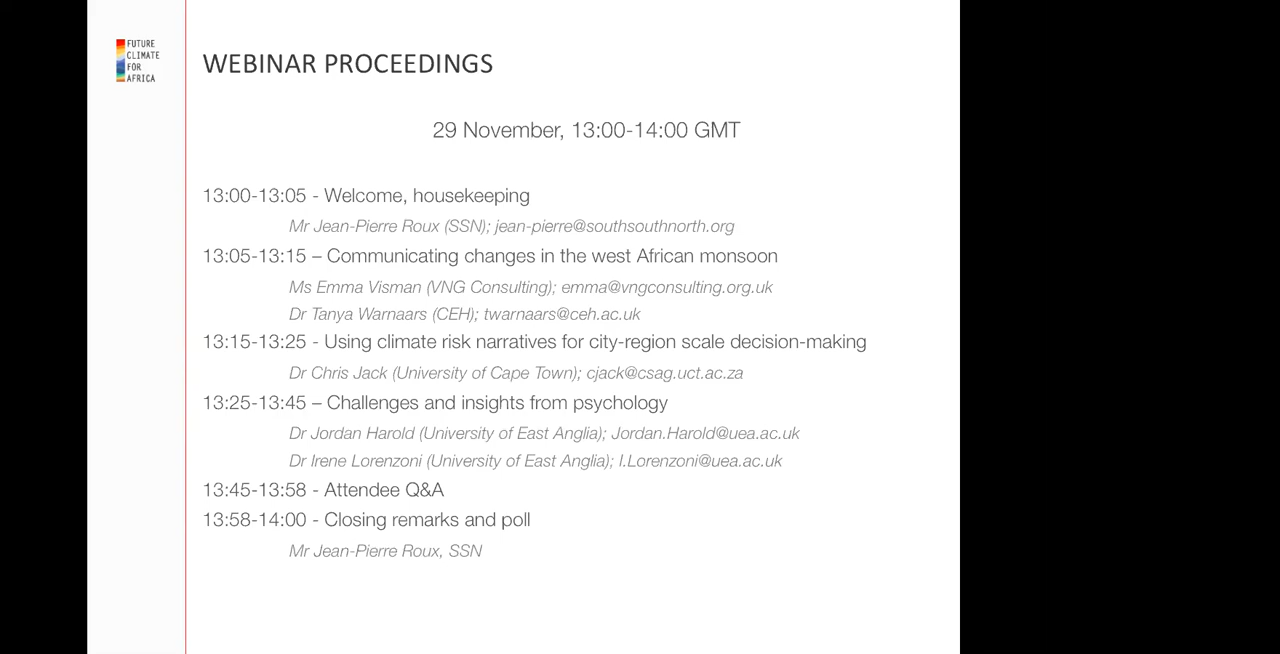 FUTURE
CLIMATE
FOR
AFRICA
WEBINAR PROCEEDINGS
29 November, 13:00-14:00 GMT
13:00-13:05 - Welcome, housekeeping
Mr Jean-Pierre Roux (SSN); jean-pierre@southsouthnorth.org
13:05-13:15 – Communicating changes in the west African monsoon
Ms Emma Visman (VNG Consulting); emma@vngconsulting.org.uk
Dr Tanya Warnaars (CEH); twarnaars@ceh.ac.uk
13:15-13:25 - Using climate risk narratives for city-region scale decision-making
Dr Chris Jack (University of Cape Town); cjack@csag.uct.ac.za
13:25-13:45 – Challenges and insights from psychology
Dr Jordan Harold (University of East Anglia); Jordan.Harold@uea.ac.uk
Dr Irene Lorenzoni (University of East Anglia); I.Lorenzoni@uea.ac.uk
13:45-13:58 - Attendee Q&A
13:58-14:00 - Closing remarks and poll
Mr Jean-Pierre Roux, SSN